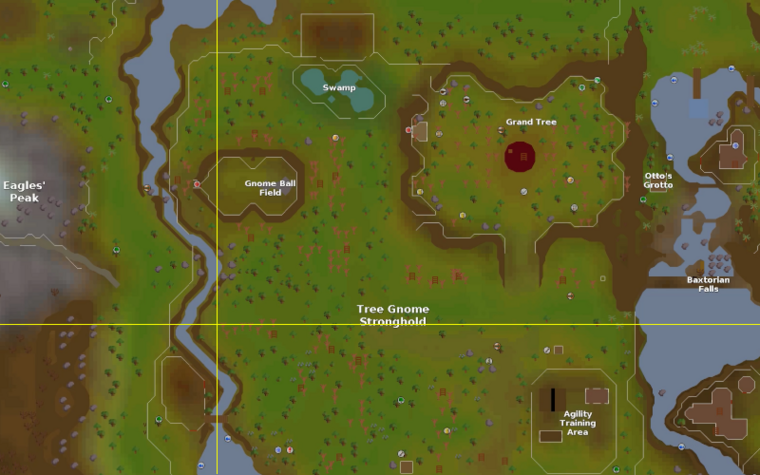 Swamp
Grand Tree
Gnome Ball
Field
Eagles'
Peak
Otto's
Grotto
Baxtorian
Falls
Tree Gnome
Stronghold
Agility
Training
Area